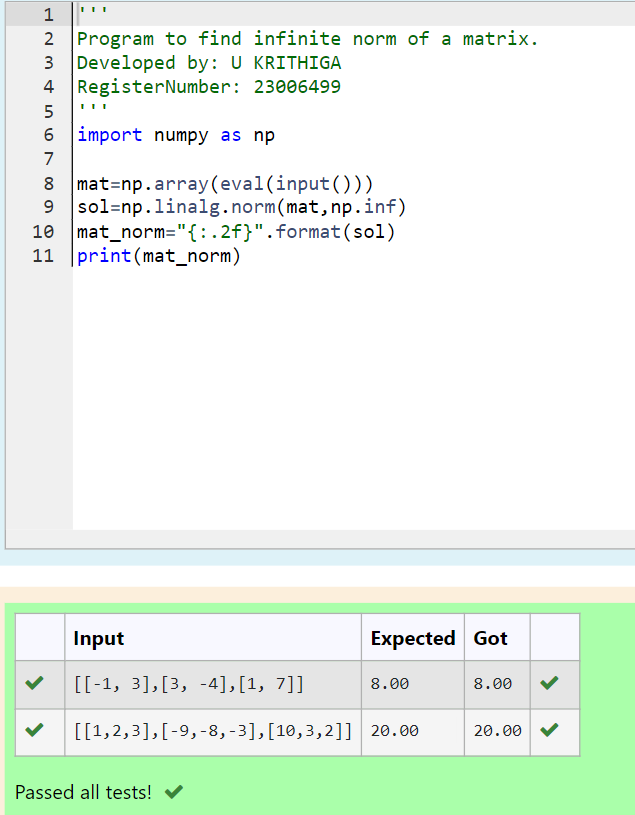 1 '''
2 Program to find infinite norm of a matrix.
3 Developed by: U KRITHIGA
4 RegisterNumber: 23006499
5 '''
6 import numpy as np
7
8 mat=np.array(eval(input()))
9 sol=np.linalg.norm(mat,np.inf)
10 mat_norm="{:.2f}".format(sol)
11 print(mat_norm)
Input Expected Got
[[-1, 3],[3, -4],[1, 7]] 8.00 8.00
[[1,2,3],[-9,-8,-3],[10,3,2]] 20.00 20.00
Passed all tests!